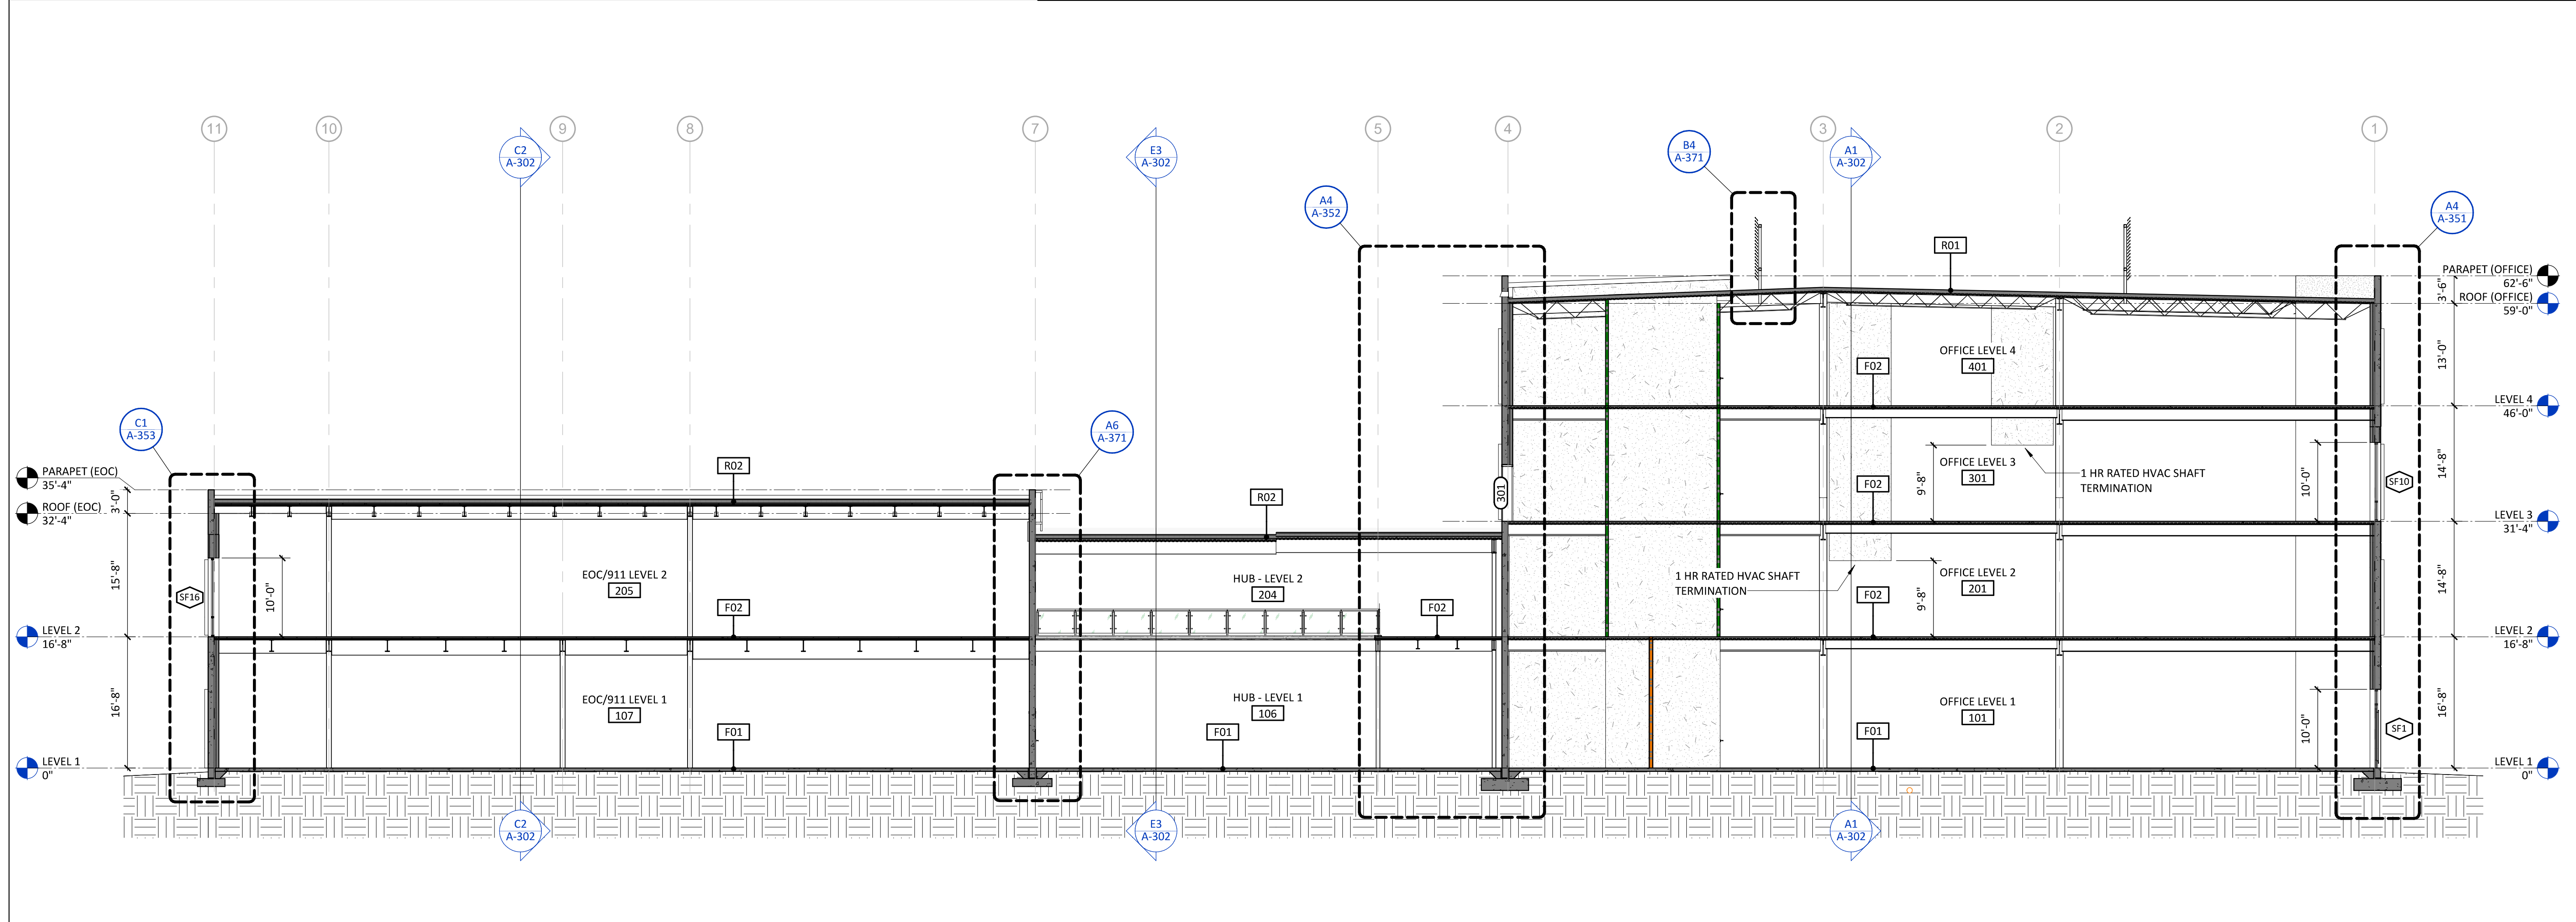 11
10
9
8
7
5
4
3
2
1
C2
A-302
E3
A-302
B4
A-371
A1
A-302
A4
A-352
A4
A-351
R01
PARAPET (OFFICE)
62'-6"
3'-6"
ROOF (OFFICE)
59'-0"
13'-0"
OFFICE LEVEL 4
401
F02
LEVEL 4
46'-0"
C1
A-353
A6
A-371
PARAPET (EOC)
35'-4"
3'-0"
ROOF (EOC)
32'-4"
R02
R02
301
F02
9'-8"
OFFICE LEVEL 3
301
1 HR RATED HVAC SHAFT
TERMINATION
10'-0"
SF10
14'-8"
LEVEL 3
31'-4"
15'-8"
SF16
10'-0"
EOC/911 LEVEL 2
205
F02
HUB - LEVEL 2
204
F02
1 HR RATED HVAC SHAFT
TERMINATION
F02
9'-8"
OFFICE LEVEL 2
201
14'-8"
LEVEL 2
16'-8"
LEVEL 2
16'-8"
16'-8"
EOC/911 LEVEL 1
107
F01
HUB - LEVEL 1
106
F01
OFFICE LEVEL 1
101
F01
10'-0"
SF1
16'-8"
LEVEL 1
0"
LEVEL 1
0"
C2
A-302
E3
A-302
A1
A-302